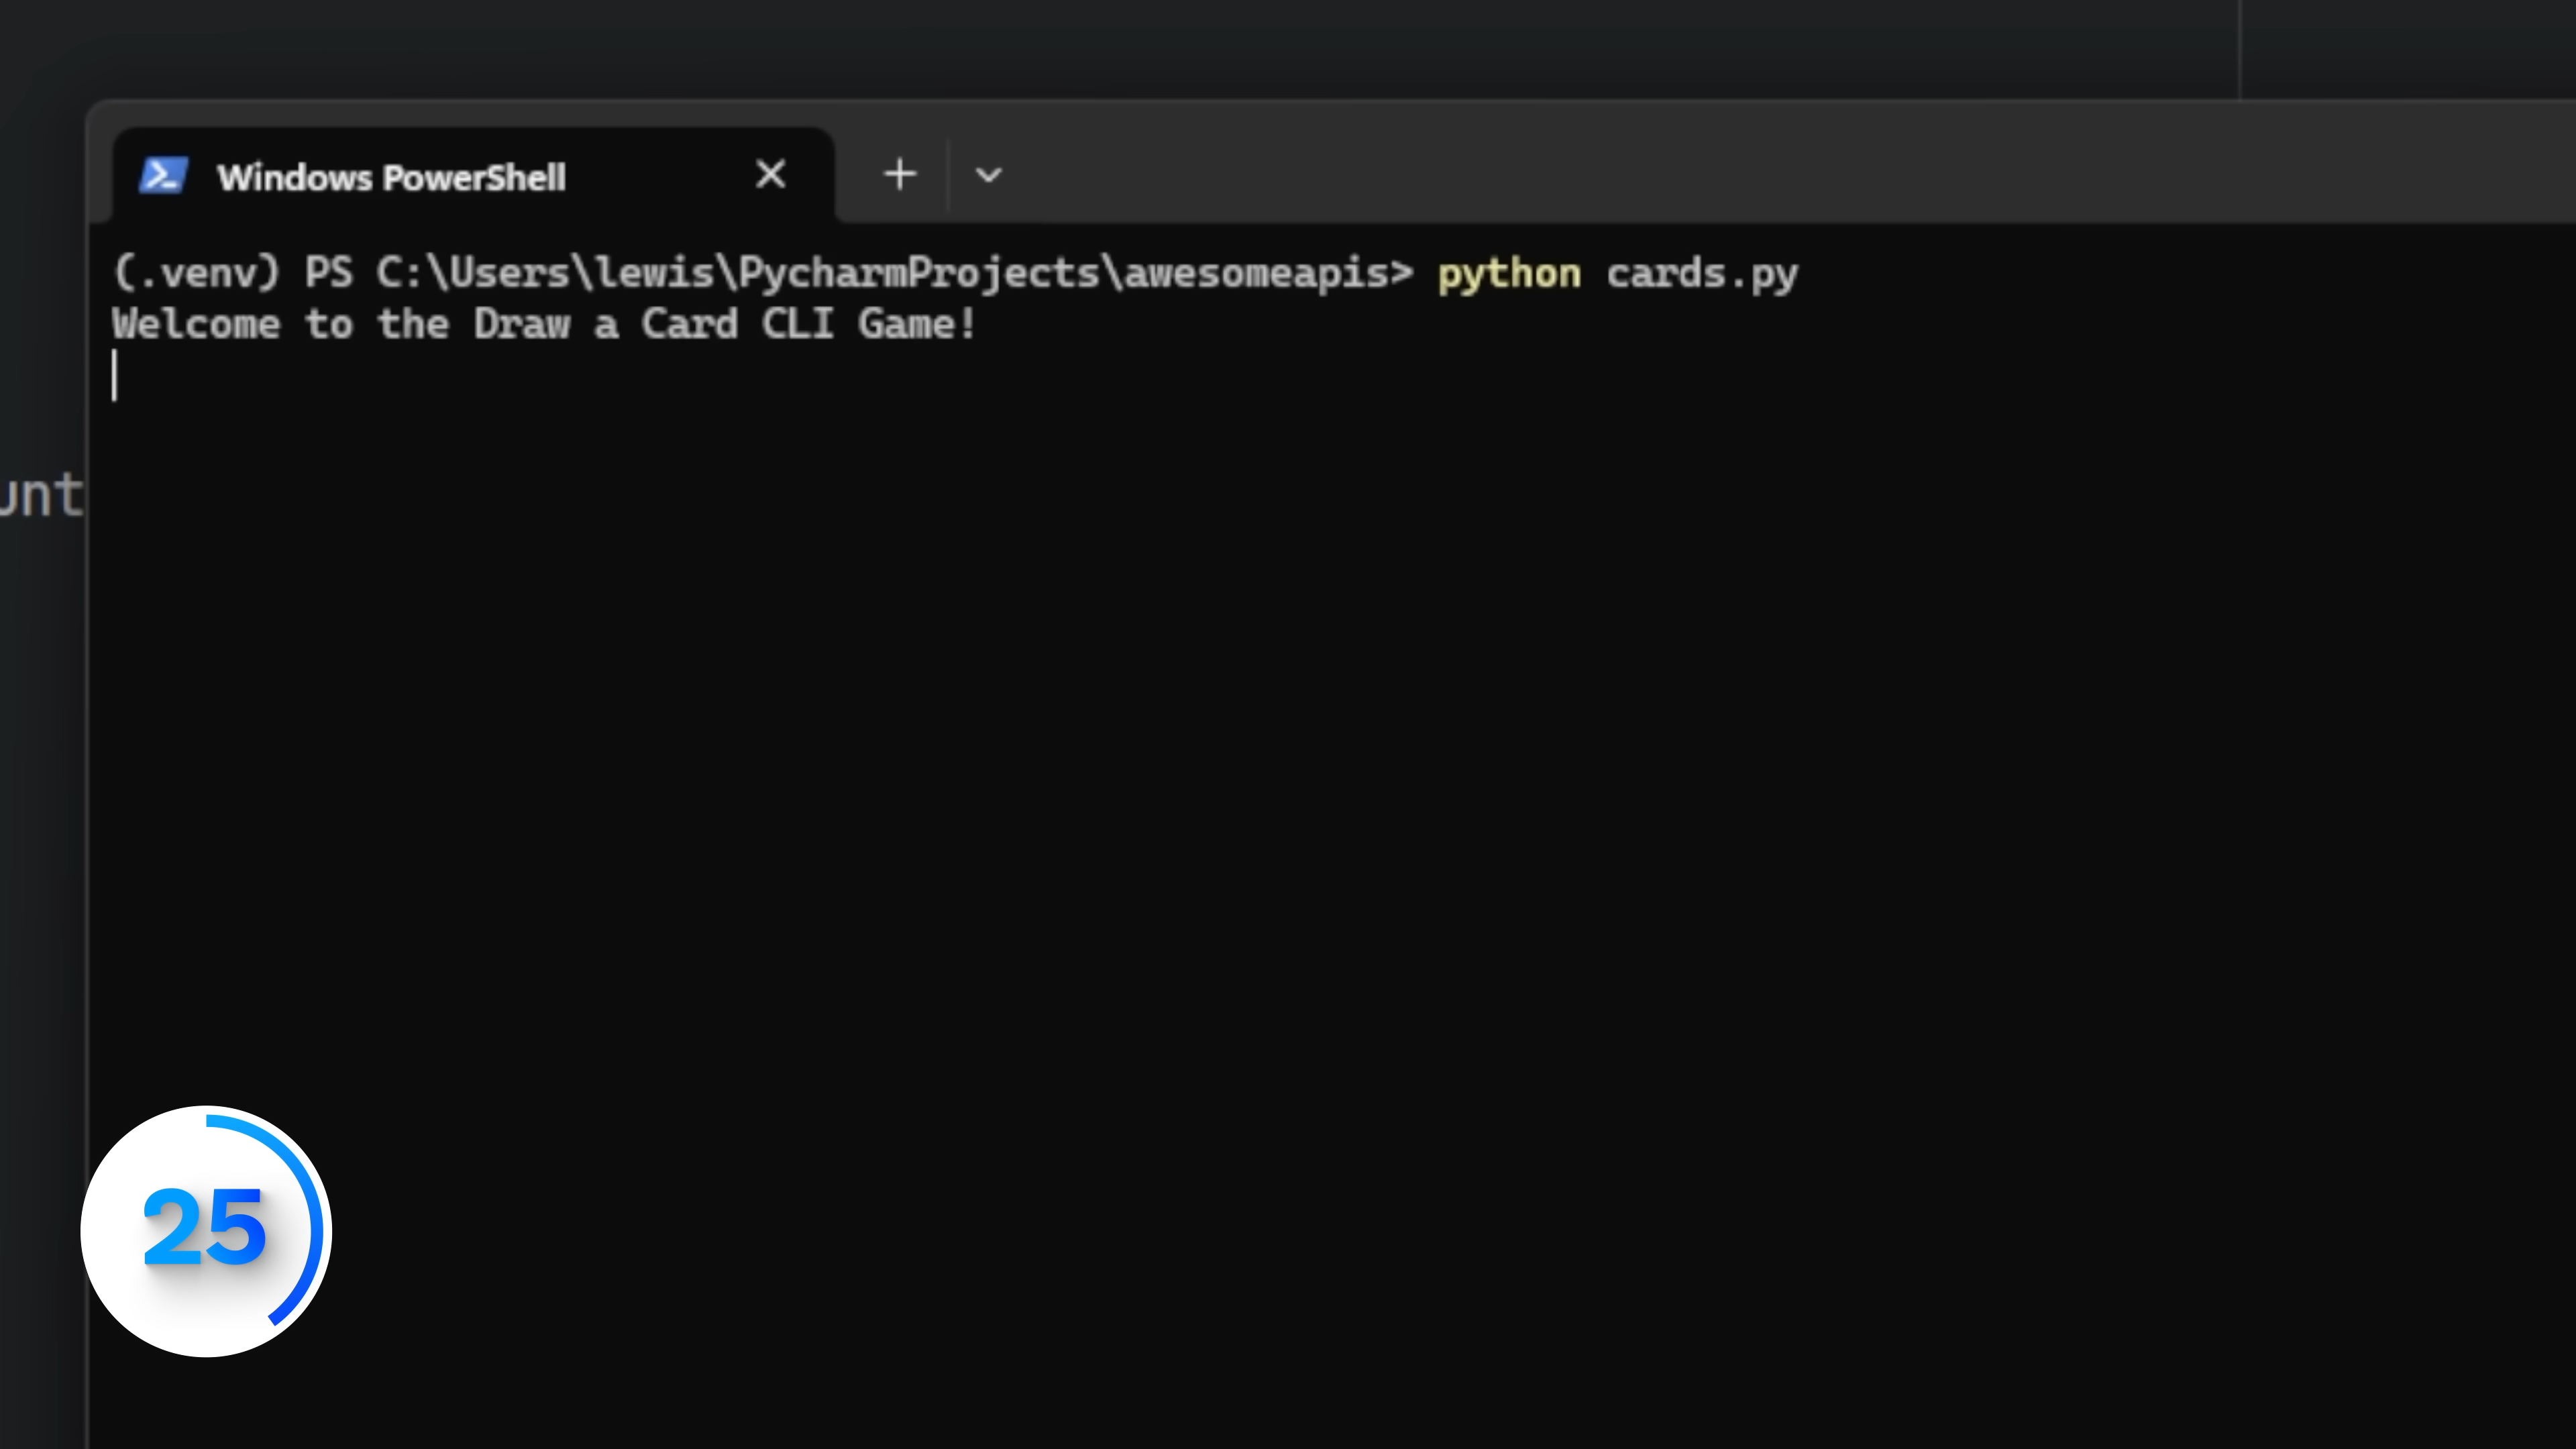 Windows PowerShell
(.venv) PS C:\Users\lewis\PycharmProjects\awesomeapis> python cards.py
Welcome to the Draw a Card CLI Game!
unt
25